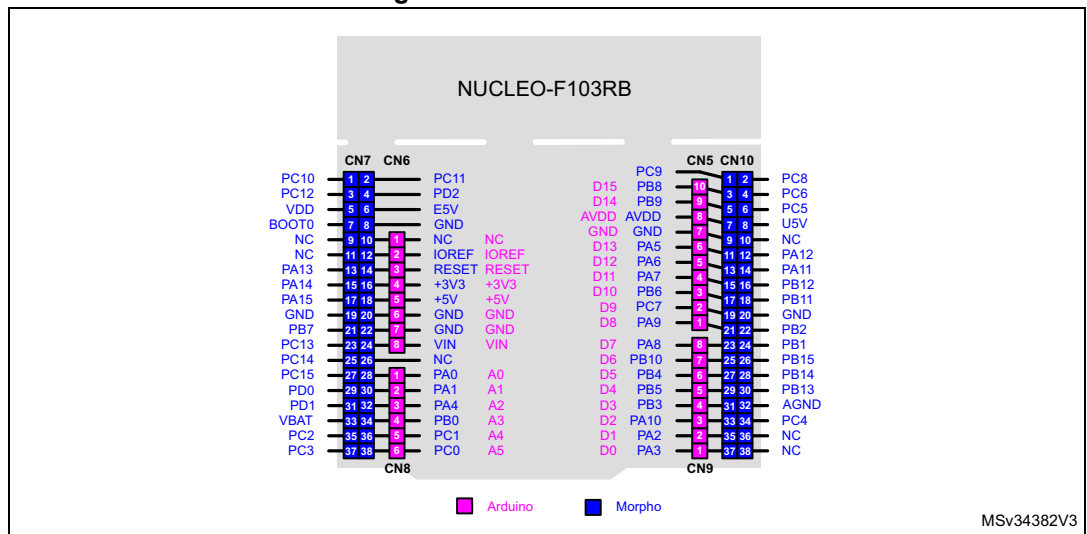 NUCLEO-F103RB
CN7 CN6 CN5 CN10
PC9
PC10 1 2 PC11 1 2 PC8
PC12 3 4 PD2 D15 PB8 10 3 4 PC6
VDD 5 6 E5V D14 PB9 9 5 6 PC5
BOOT0 7 8 GND AVDD AVDD 8 7 8 U5V
NC 9 10 1 NC NC GND GND 7 9 10 NC
NC 11 12 2 IOREF IOREF D13 PA5 6 11 12 PA12
PA13 13 14 3 RESET RESET D12 PA6 5 13 14 PA11
PA14 15 16 4 +3V3 +3V3 D11 PA7 4 15 16 PB12
PA15 17 18 5 +5V +5V D10 PB6 3 17 18 PB11
GND 19 20 6 GND GND D9 PC7 2 19 20 GND
PB7 21 22 7 GND GND D8 PA9 1 21 22 PB2
PC13 23 24 8 VIN VIN D7 PA8 8 23 24 PB1
PC14 25 26 NC D6 PB10 7 25 26 PB15
PC15 27 28 1 PA0 A0 D5 PB4 6 27 28 PB14
PD0 29 30 2 PA1 A1 D4 PB5 5 29 30 PB13
PD1 31 32 3 PA4 A2 D3 PB3 4 31 32 AGND
VBAT 33 34 4 PB0 A3 D2 PA10 3 33 34 PC4
PC2 35 36 5 PC1 A4 D1 PA2 2 35 36 NC
PC3 37 38 6 PC0 A5 D0 PA3 1 37 38 NC
CN8 CN9
Arduino Morpho
MSv34382V3